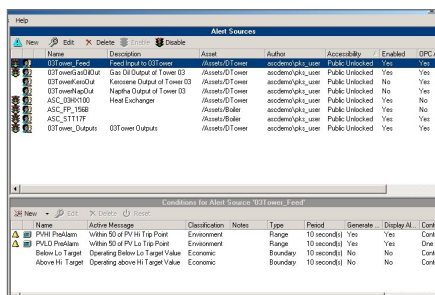 Help
Alert Sources
New Edit Delete Enable Disable
Name Description Asset Author Accessibility Enabled OPC A
03Tower_Feed Feed Input to 03Tower /Assets/DTower ascdemo\pks_user Public Unlocked Yes Yes
03TowerGasOilOut Gas Oil Output of Tower 03 /Assets/DTower ascdemo\pks_user Public Unlocked Yes Yes
03TowerKeroOut Kerosene Output of Tower 03 /Assets/DTower ascdemo\pks_user Public Unlocked No Yes
03TowerNapOut Naptha Output of Tower 03 /Assets/DTower ascdemo\pks_user Public Unlocked No Yes
ASC_03HX100 Heat Exchanger /Assets/Boiler ascdemo\pks_user Public Unlocked Yes Yes
ASC_FP_156B /Assets/Boiler ascdemo\pks_user Public Unlocked Yes No
ASC_STT17F /Assets/Boiler ascdemo\pks_user Public Unlocked Yes Yes
03Tower_Outputs 03Tower Outputs /Assets/DTower ascdemo\pks_user Public Unlocked Yes Yes
Conditions for Alert Source '03Tower_Feed'
New Edit Delete Reset
Name Active Message Classification Notes Type Period Generate ... Display Al... Cont
PVHI PreAlarm Within 50 of PV Hi Trip Point Environment Range 10 second(s) Yes Yes Cont
PVLO PreAlarm Within 50 of PV Lo Trip Point Environment Range 10 second(s) Yes Yes One
Below Lo Target Operating Below Lo Target Value Economic Boundary 10 second(s) No No Cont
Above Hi Target Operating above Hi Target Value Economic Boundary 10 second(s) No No Cont